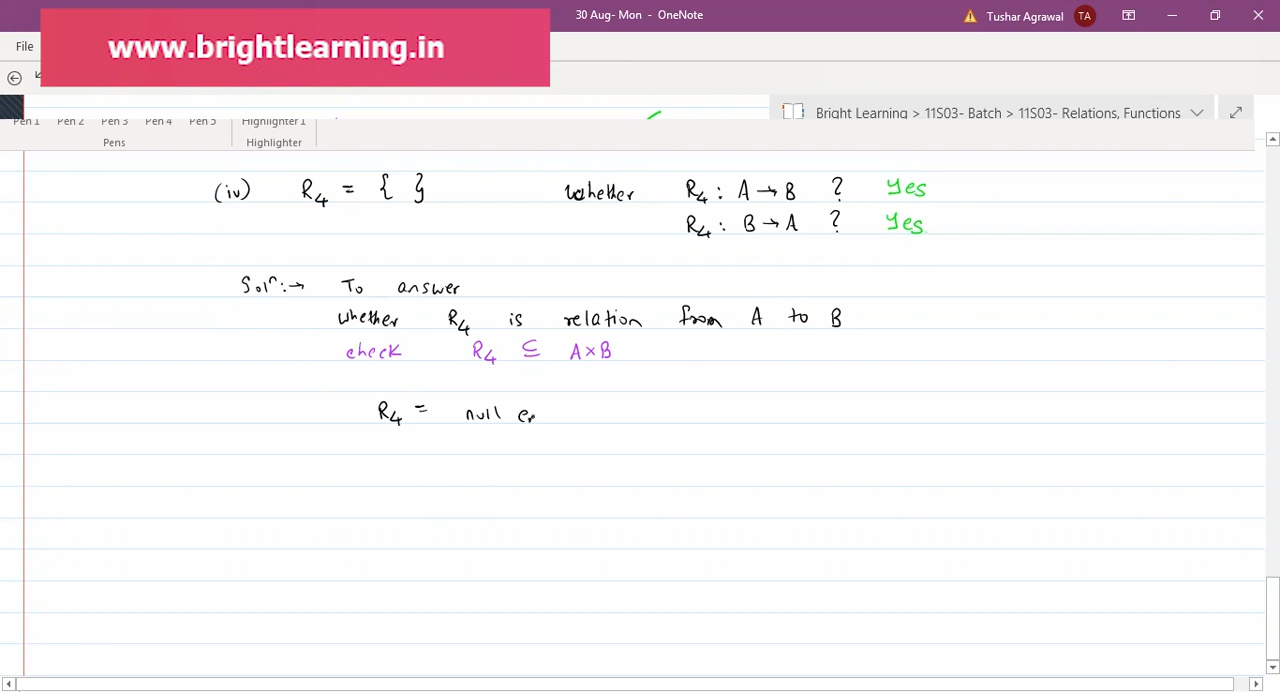 30 Aug- Mon - OneNote
Tushar Agrawal TA
www.brightlearning.in
File
Bright Learning > 11S03- Batch > 11S03- Relations, Functions
Pen 1 Pen 2 Pen 3 Pen 4 Pen 5 Highlighter 1
Pens Highlighter
(iv) R₄ = { } whether R₄ : A → B ? Yes
R₄ : B → A ? Yes
Solⁿ:→ To answer
whether R₄ is relation from A to B
check R₄ ⊆ A×B
R₄ = null